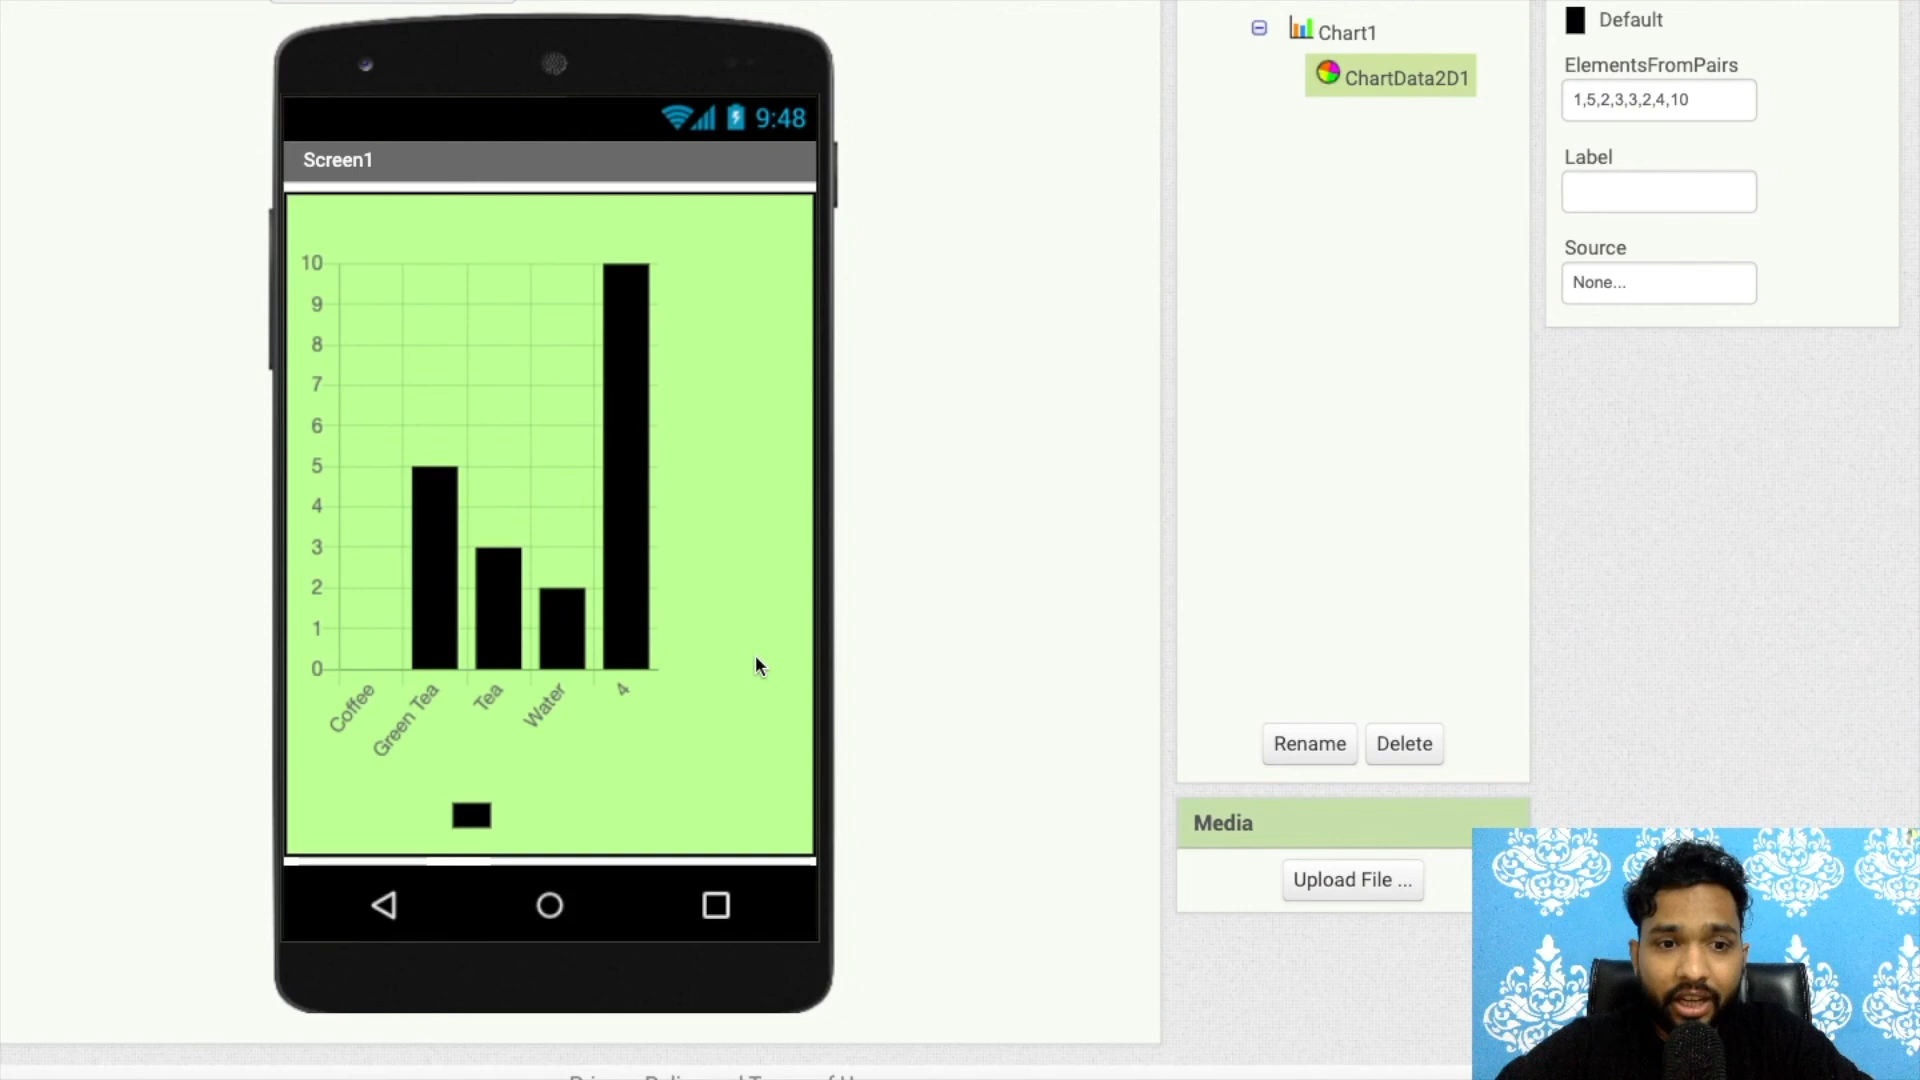 9:48
Screen1
10
9
8
7
6
5
4
3
2
1
0
Coffee
Green Tea
Tea
Water
4
Chart1
ChartData2D1
Rename
Delete
Media
Upload File ...
Default
ElementsFromPairs
1,5,2,3,3,2,4,10
Label
Source
None...